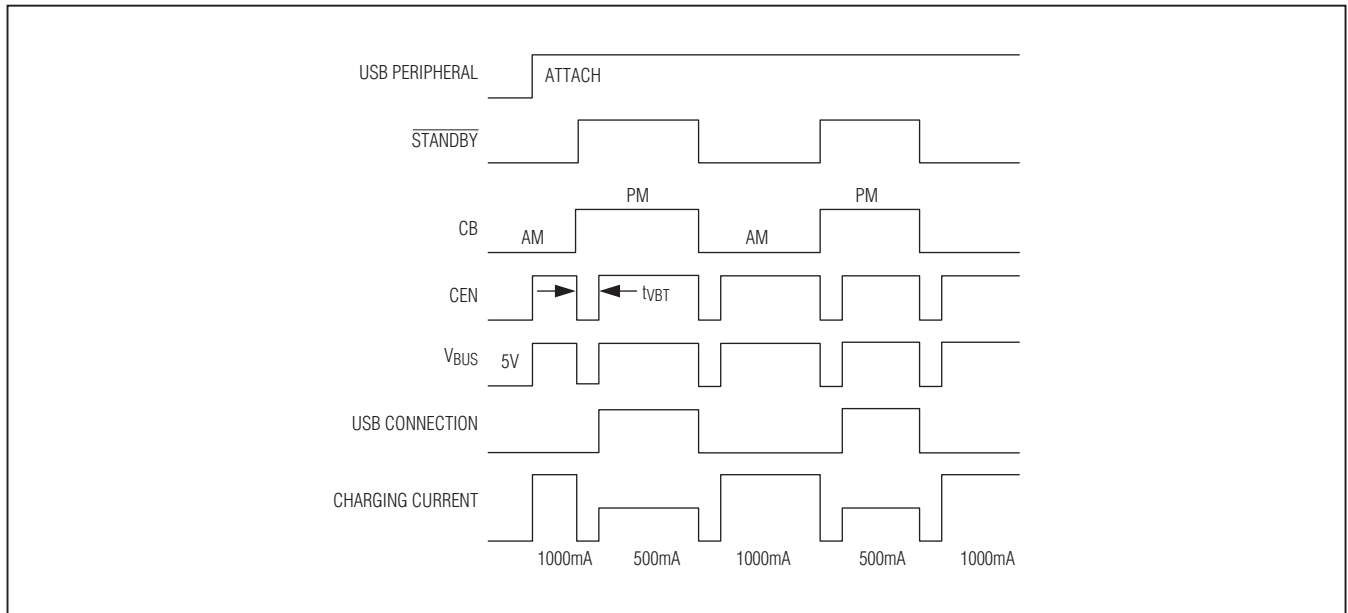 USB PERIPHERAL ATTACH
STANDBY
PM PM
CB AM AM
CEN tVBT
VBUS 5V
USB CONNECTION
CHARGING CURRENT
1000mA 500mA 1000mA 500mA 1000mA